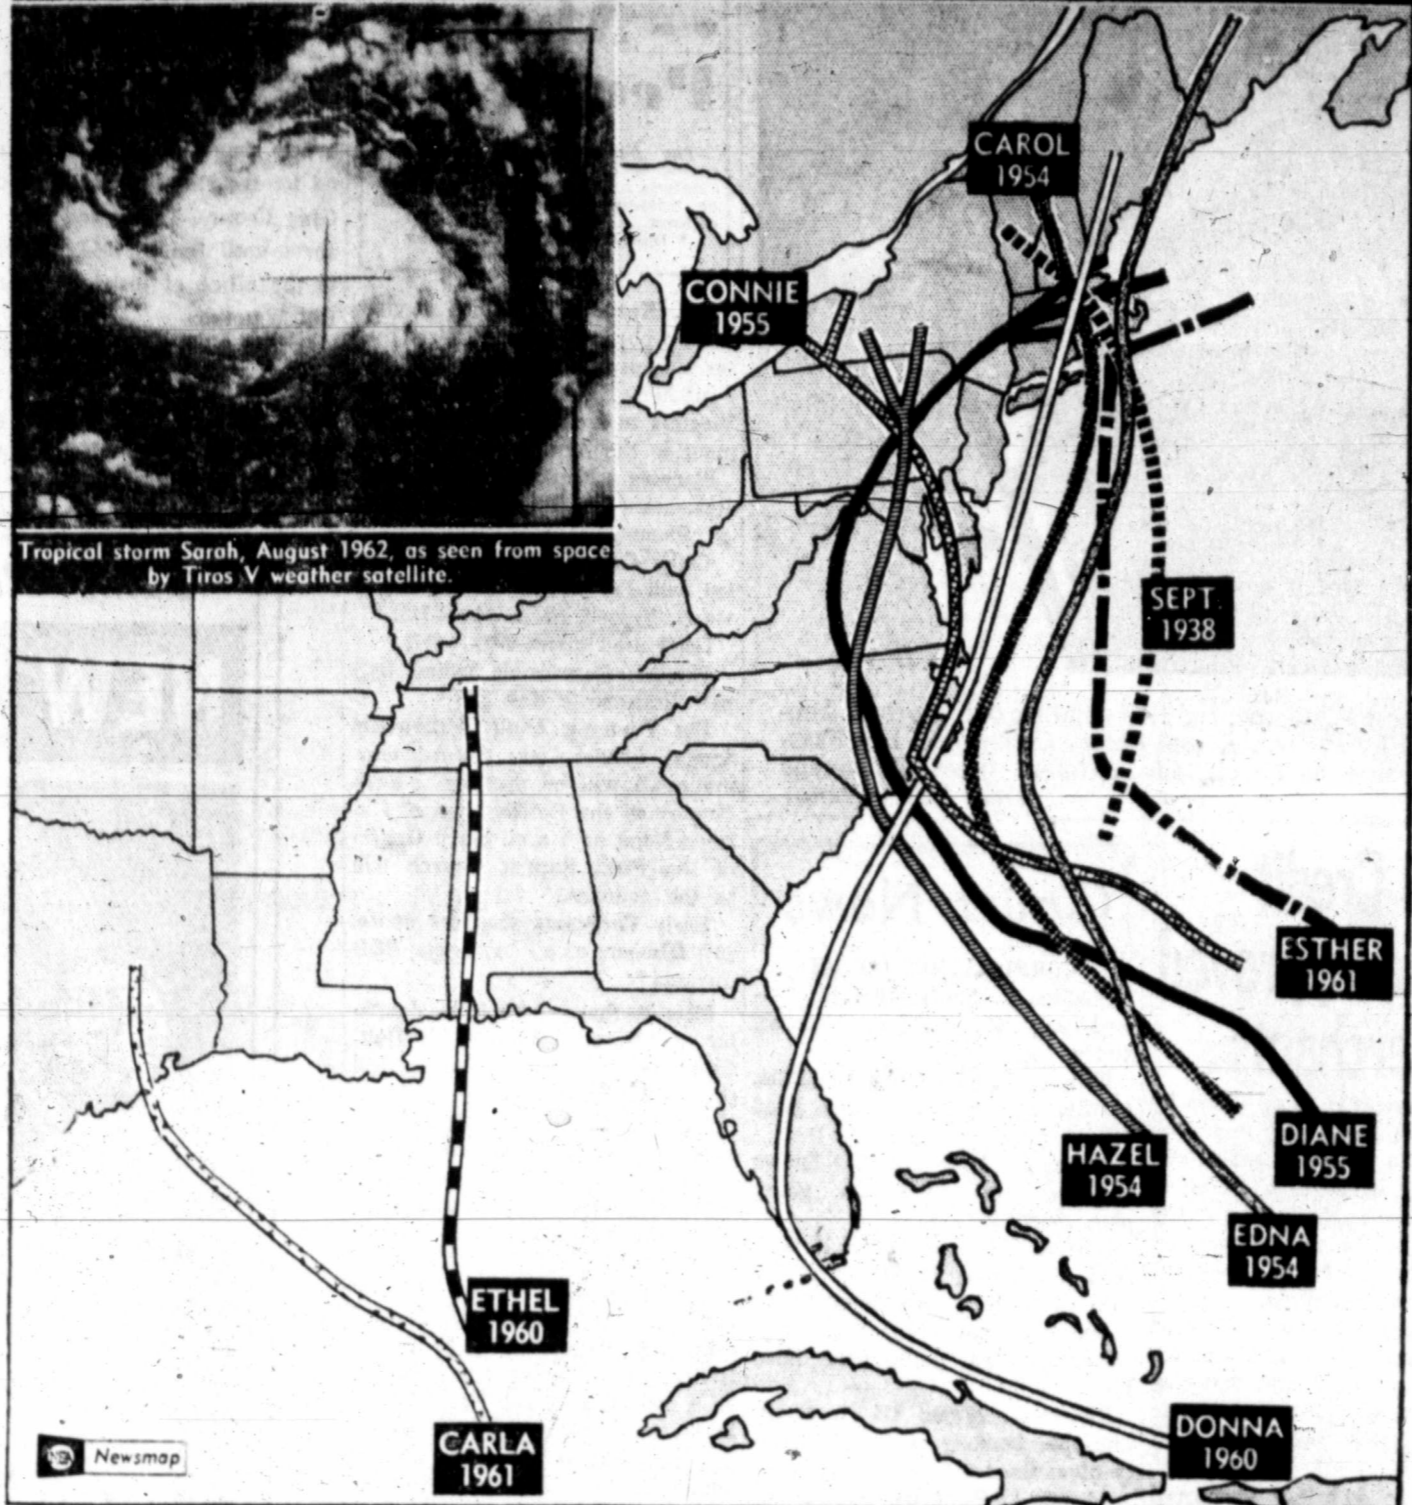 Tropical storm Sarah, August 1962, as seen from space
by Tiros V weather satellite.
CAROL
1954
CONNIE
1955
SEPT.
1938
ESTHER
1961
DIANE
1955
HAZEL
1954
EDNA
1954
ETHEL
1960
DONNA
1960
CARLA
1961
Newsmap